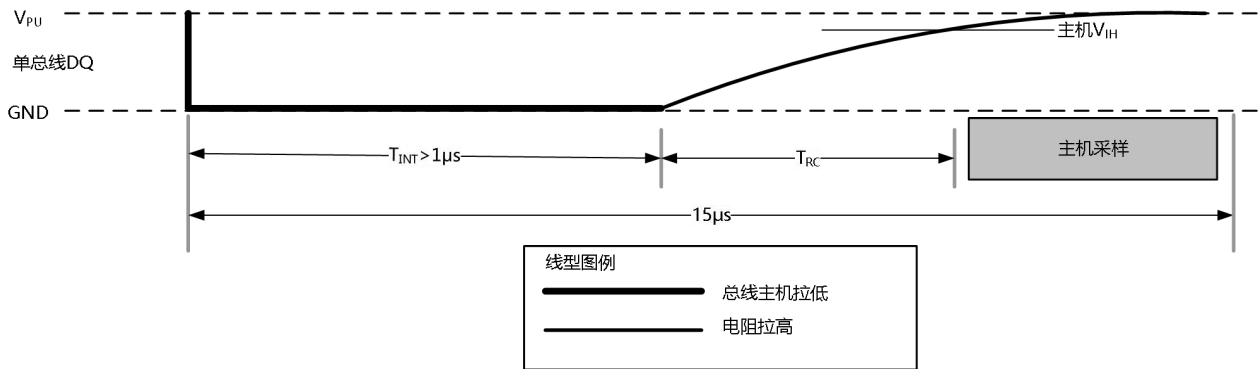 V_PU
主机V_IH
单总线DQ
GND
T_INT>1μs
T_RC
主机采样
15μs
线型图例
总线主机拉低
电阻拉高